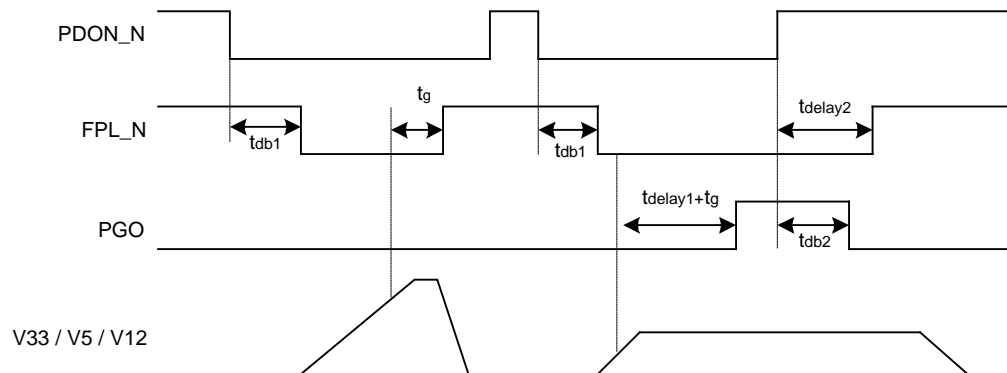 PDON_N
FPL_N
tdb1
tg
tdb1
tdelay2
PGO
tdelay1+tg
tdb2
V33 / V5 / V12